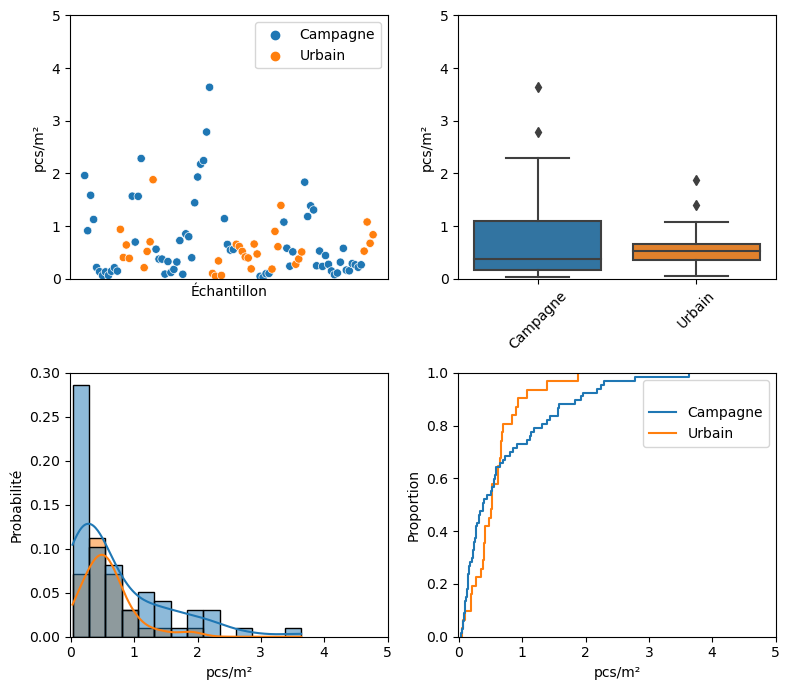 5
4
3
2
1
0
pcs/m²
Échantillon
Campagne
Urbain
5
4
3
2
1
0
pcs/m²
Campagne
Urbain
0.30
0.25
0.20
0.15
0.10
0.05
0.00
Probabilité
0 1 2 3 4 5
pcs/m²
1.0
0.8
0.6
0.4
0.2
0.0
Proportion
Campagne
Urbain
0 1 2 3 4 5
pcs/m²